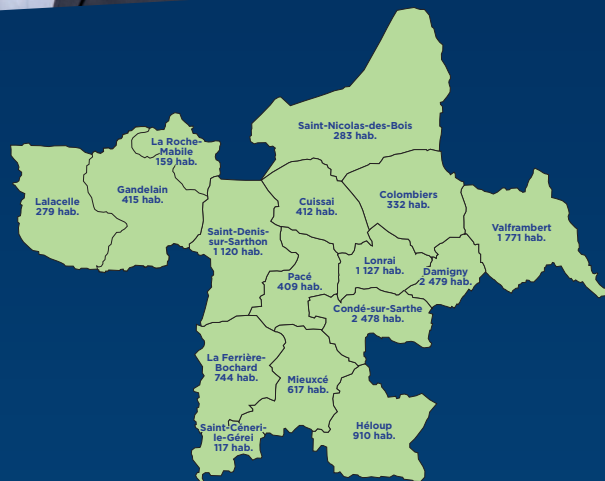 Saint-Nicolas-des-Bois
283 hab.
La Roche-
Mabile
159 hab.
Lalacelle
279 hab.
Gandelain
415 hab.
Cuissai
412 hab.
Colombiers
332 hab.
Valframbert
1 771 hab.
Saint-Denis-
sur-Sarthon
1 120 hab.
Pacé
409 hab.
Lonrai
1 127 hab.
Damigny
2 479 hab.
Condé-sur-Sarthe
2 478 hab.
La Ferrière-
Bochard
744 hab.
Mieuxcé
617 hab.
Saint-Céneri-
le-Gérei
117 hab.
Héloup
910 hab.